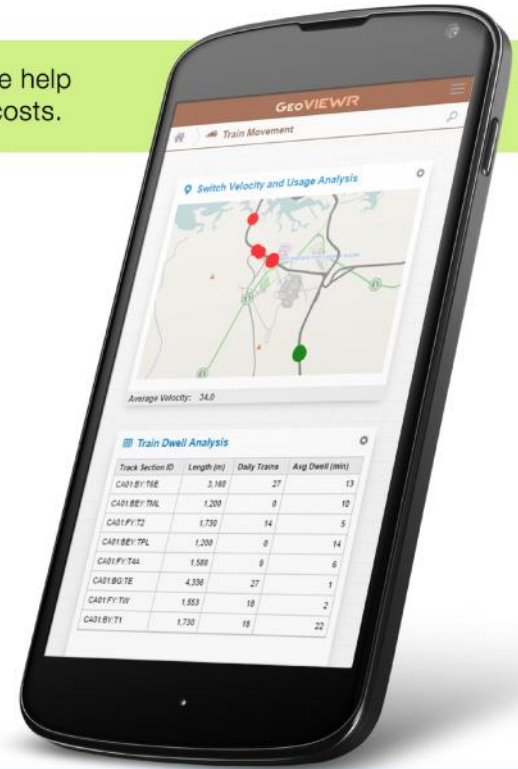 e help
costs.
GEOVIEWR
Train Movement
Switch Velocity and Usage Analysis
Average Velocity: 34.0
Train Dwell Analysis
Track Section ID Length (m) Daily Trains Avg Dwell (min)
CA01:BY:T6E 3,160 27 13
CA01:BEY:TML 1,200 0 10
CA01:FY:T2 1,730 14 5
CA01:BEY:TPL 1,200 0 14
CA01:FY:T4A 1,588 9 6
CA01:BG:TE 4,336 27 1
CA01:FY:TW 1,553 18 2
CA01:BY:T1 1,730 18 22